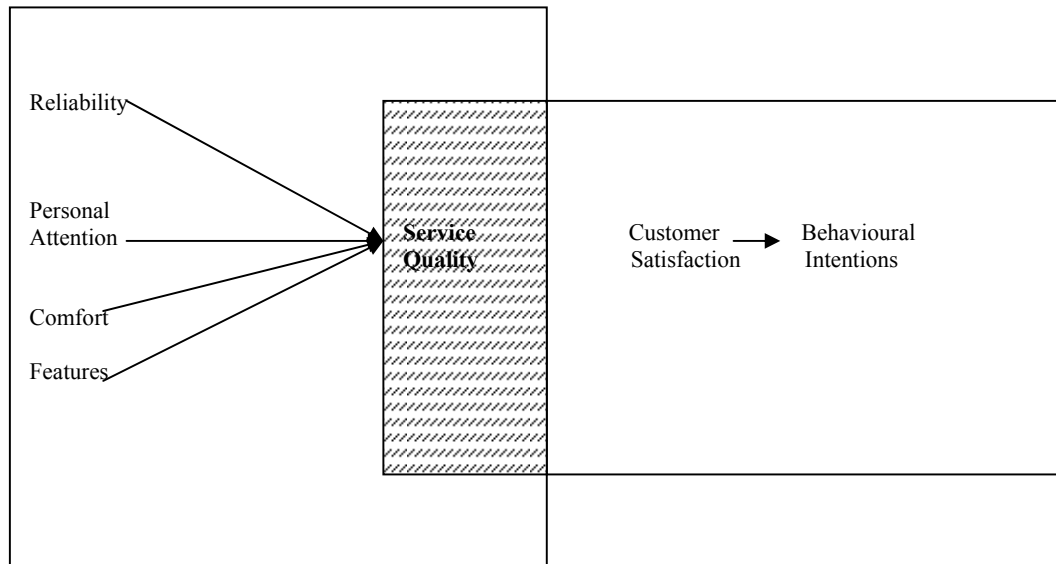 Reliability
Personal
Attention
Comfort
Features
Service
Quality
Customer
Satisfaction
Behavioural
Intentions